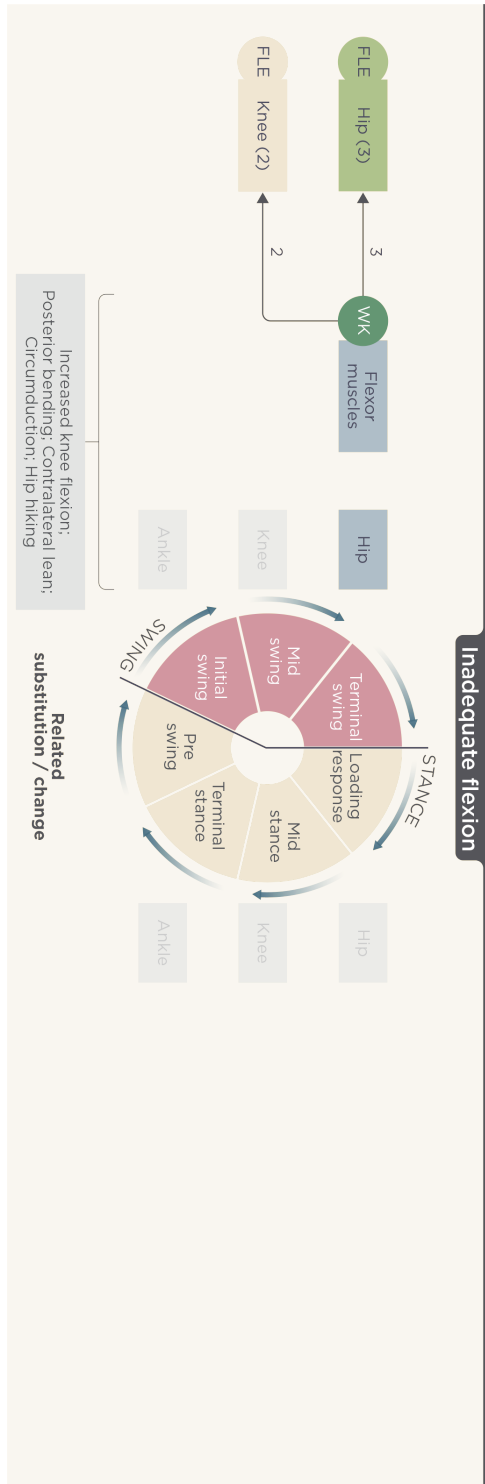 Inadequate flexion
FLE
Hip (3)
3
WK
Flexor
muscles
Hip
FLE
Knee (2)
2
Knee
Ankle
SWING
STANCE
Initial
swing
Mid
swing
Terminal
swing
Loading
response
Mid
stance
Terminal
stance
Pre
swing
Hip
Knee
Ankle
Increased knee flexion;
Posterior bending; Contralateral lean;
Circumduction; Hip hiking
Related
substitution / change